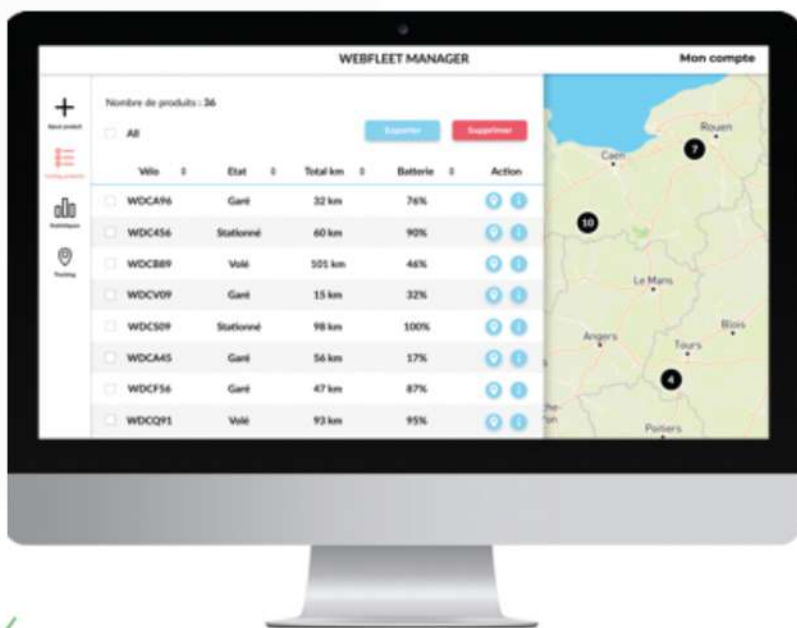 WEBFLEET MANAGER
Mon compte
Nombre de produits : 36
All
Exporter
Supprimer
Vélo Etat Total km Batterie Action
WDCA96 Garé 32 km 76%
WDC456 Stationné 60 km 90%
WDCB89 Volé 101 km 46%
WDCV09 Garé 15 km 32%
WDCS09 Stationné 98 km 100%
WDCA45 Garé 56 km 17%
WDCF56 Garé 47 km 87%
WDCQ91 Volé 93 km 95%
Statistiques
Tracking
Rouen
7
Caen
10
Le Mans
Blois
Angers
Tours
4
Poitiers